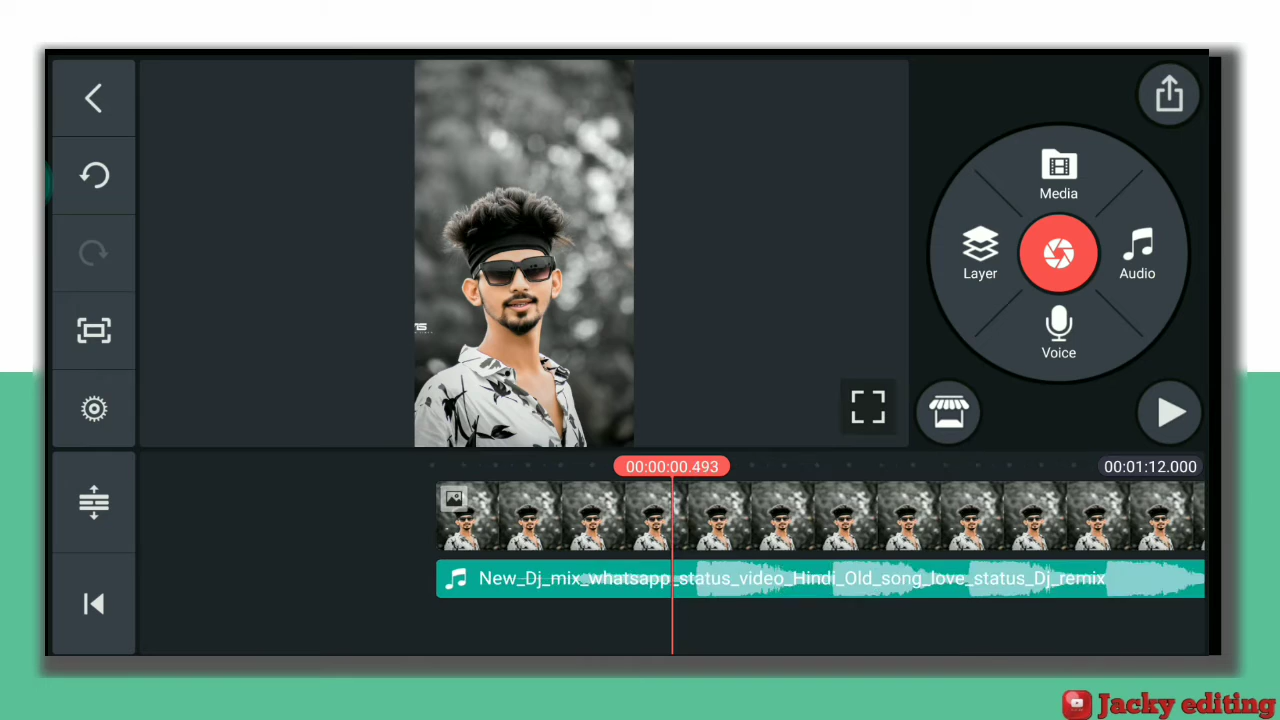 Media
Layer
Audio
Voice
00:00:00.493
00:01:12.000
New_Dj_mix_whatsapp_status_video_Hindi_Old_song_love_status_Dj_remix
Jacky editing